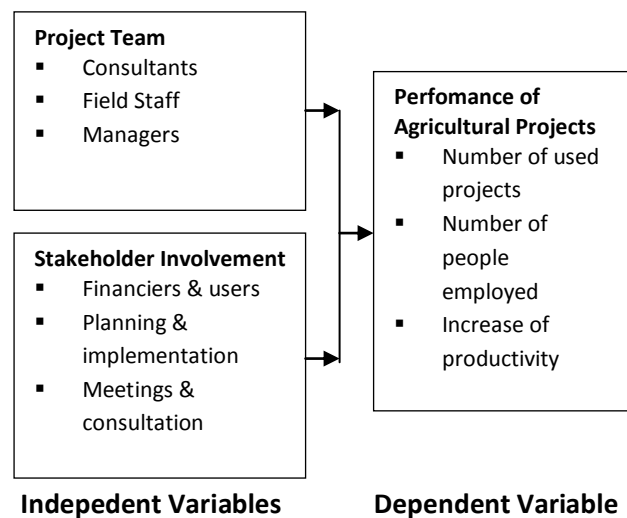 Project Team
▪ Consultants
▪ Field Staff
▪ Managers
Stakeholder Involvement
▪ Financiers & users
▪ Planning &
implementation
▪ Meetings &
consultation
Perfomance of
Agricultural Projects
▪ Number of used
projects
▪ Number of
people
employed
▪ Increase of
productivity
Indepedent Variables
Dependent Variable